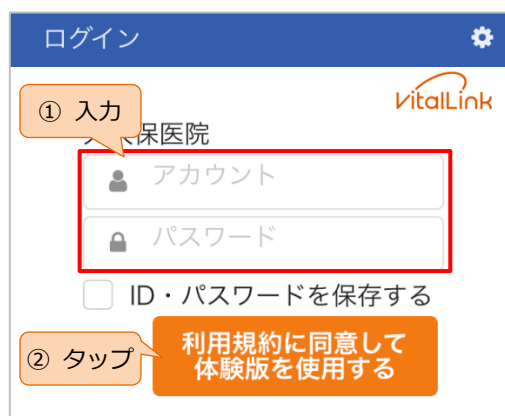 ログイン
VitalLink
① 入力
保医院
アカウント
パスワード
ID・パスワードを保存する
② タップ
利用規約に同意して
体験版を使用する